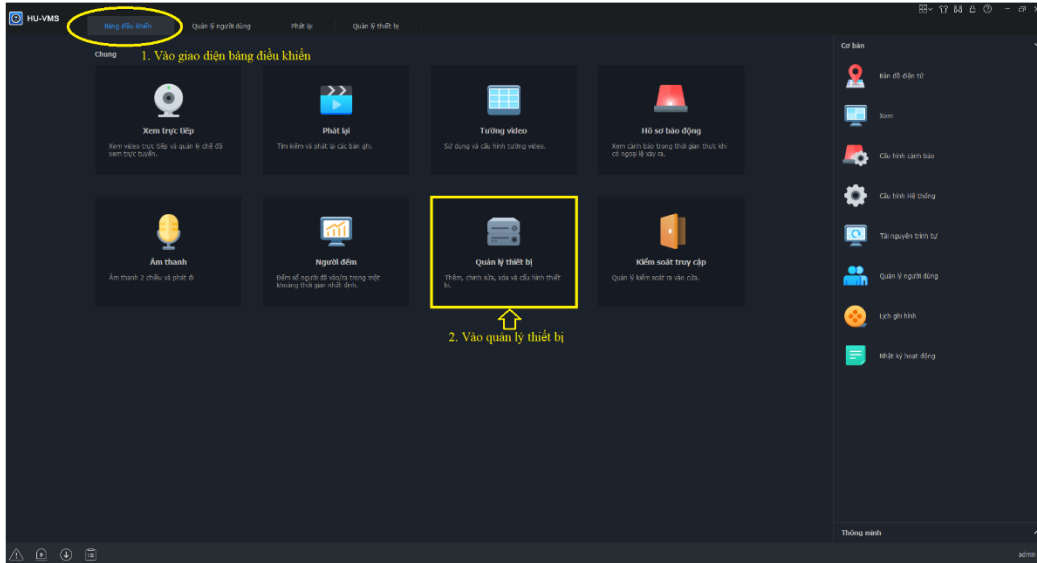 HU-VMS
Bảng điều khiển
Quản lý người dùng
Phát lại
Quản lý thiết bị
Chung
1. Vào giao diện bảng điều khiển
Xem trực tiếp
Xem video trực tiếp và quản lý chế độ
xem trực tuyến.
Phát lại
Tìm kiếm và phát lại các bản ghi.
Tường video
Sử dụng và cấu hình tường video.
Hồ sơ báo động
Xem cảnh báo trong thời gian thực khi
có ngoại lệ xảy ra.
Âm thanh
Âm thanh 2 chiều và phát đi
Người đếm
Đếm số người đã vào/ra trong một
khoảng thời gian nhất định.
Quản lý thiết bị
Thêm, chỉnh sửa, xóa và cấu hình thiết
bị.
Kiểm soát truy cập
Quản lý kiểm soát ra vào cửa.
2. Vào quản lý thiết bị
Cơ bản
Bản đồ điện tử
Xem
Cấu hình cảnh báo
Cấu hình Hệ thống
Tài nguyên trình tự
Quản lý người dùng
Lịch ghi hình
Nhật ký hoạt động
Thông minh
admin